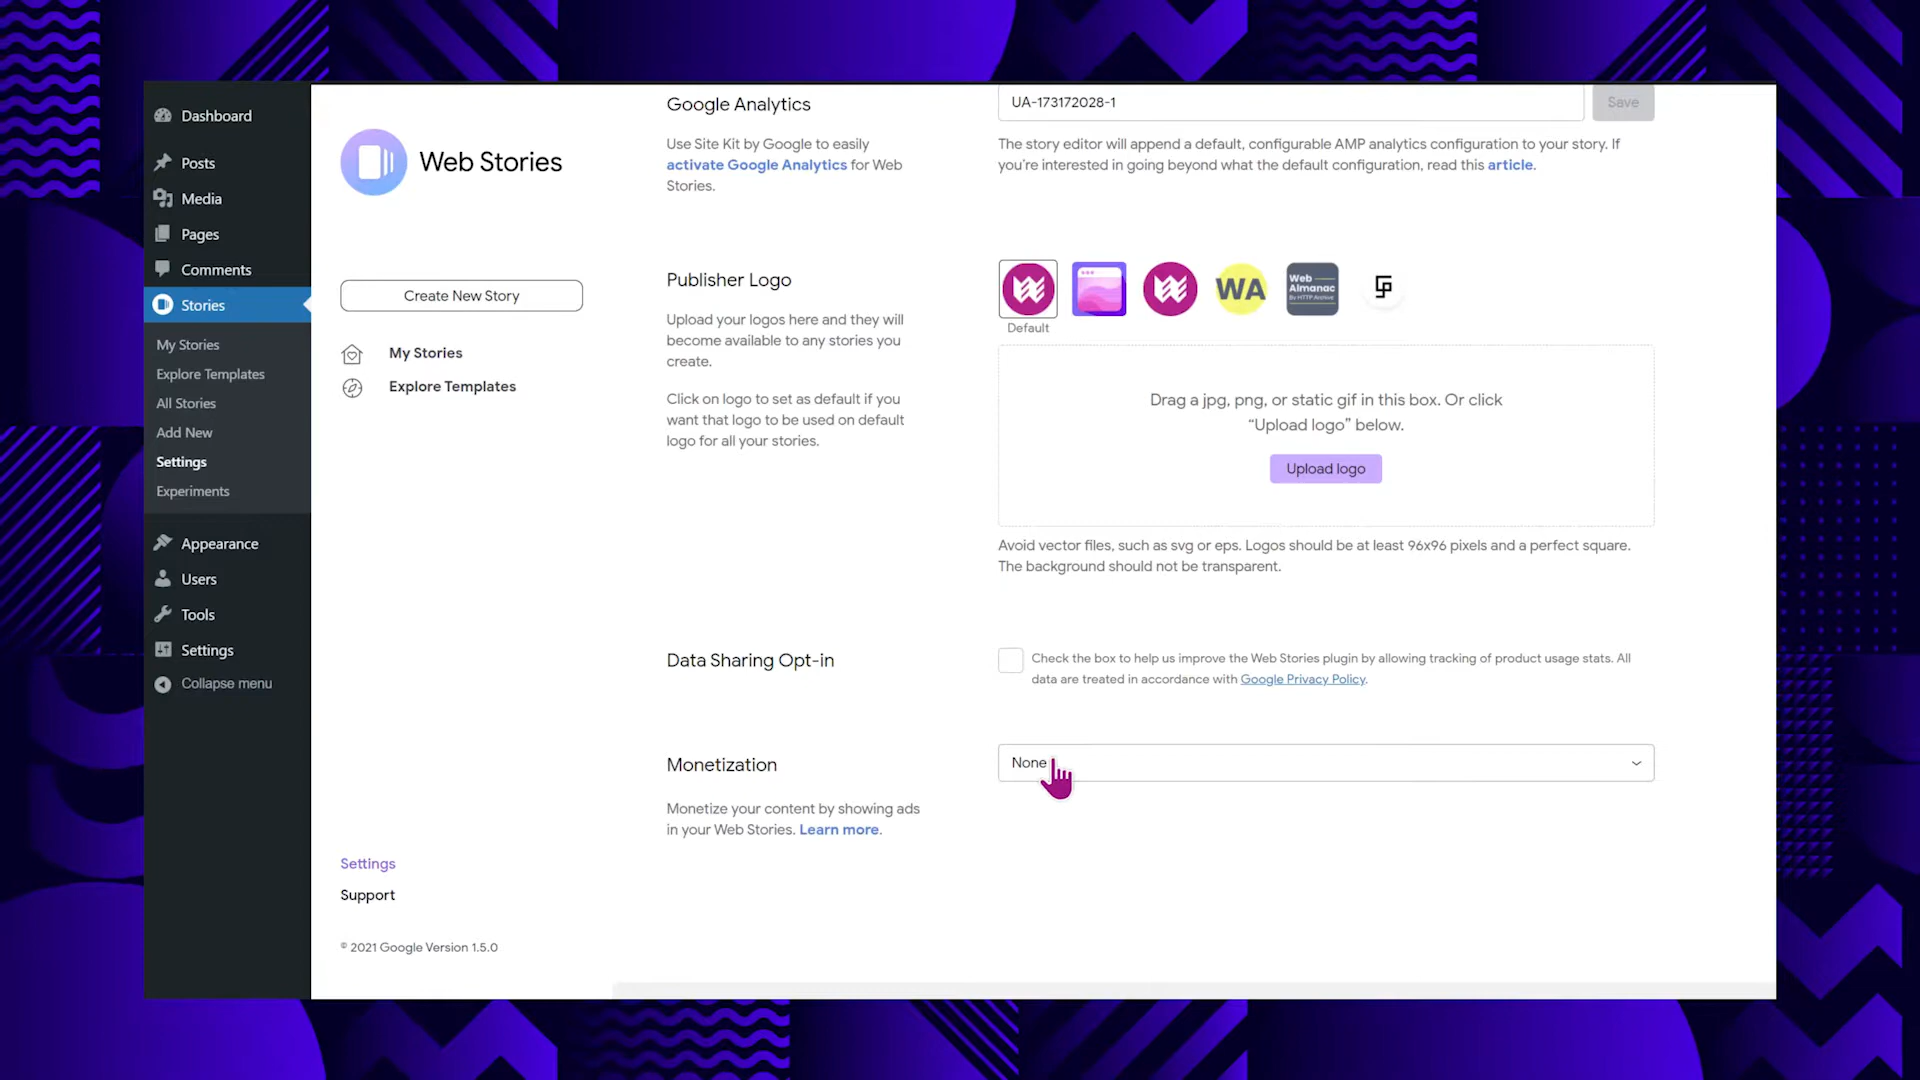 Dashboard
Posts
Media
Pages
Comments
Stories
My Stories
Explore Templates
All Stories
Add New
Settings
Experiments
Appearance
Users
Tools
Settings
Collapse menu
Web Stories
Create New Story
My Stories
Explore Templates
Settings
Support
© 2021 Google Version 1.5.0
Google Analytics
Use Site Kit by Google to easily
activate Google Analytics for Web
Stories.
UA-173172028-1
Save
The story editor will append a default, configurable AMP analytics configuration to your story. If
you're interested in going beyond what the default configuration, read this article.
Publisher Logo
Upload your logos here and they will
become available to any stories you
create.
Click on logo to set as default if you
want that logo to be used on default
logo for all your stories.
WA
Web
Almanac
By HTTP Archive
Default
Drag a jpg, png, or static gif in this box. Or click
“Upload logo” below.
Upload logo
Avoid vector files, such as svg or eps. Logos should be at least 96x96 pixels and a perfect square.
The background should not be transparent.
Data Sharing Opt-in
Check the box to help us improve the Web Stories plugin by allowing tracking of product usage stats. All
data are treated in accordance with Google Privacy Policy.
Monetization
Monetize your content by showing ads
in your Web Stories. Learn more.
None